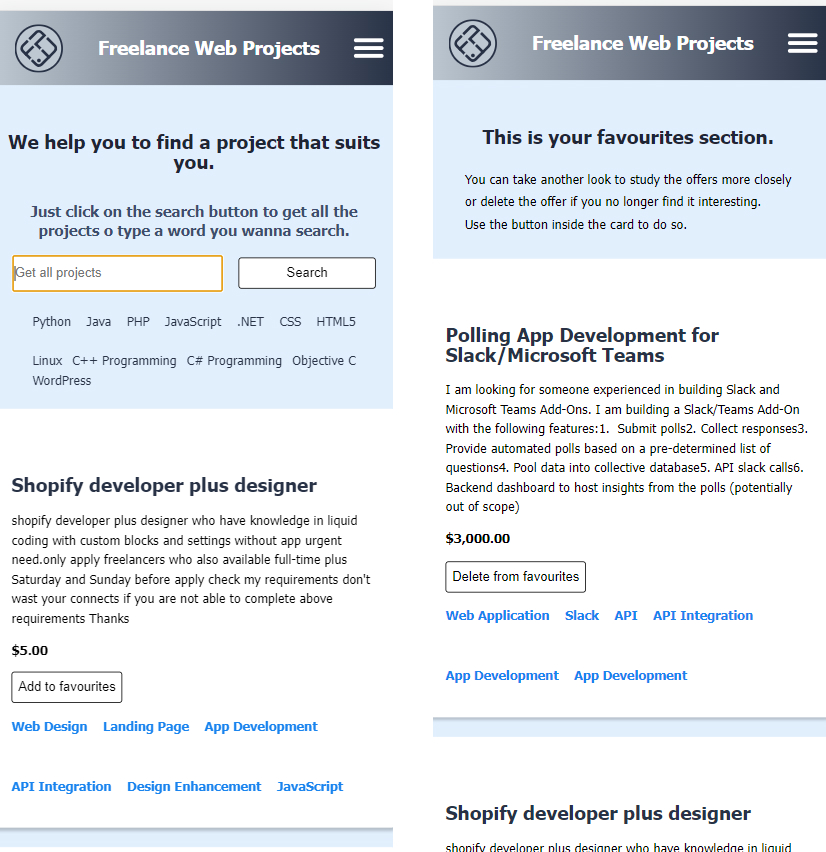 Freelance Web Projects
We help you to find a project that suits
you.
Just click on the search button to get all the
projects o type a word you wanna search.
Get all projects
Search
Python Java PHP JavaScript .NET CSS HTML5
Linux C++ Programming C# Programming Objective C
WordPress
Shopify developer plus designer
shopify developer plus designer who have knowledge in liquid
coding with custom blocks and settings without app urgent
need.only apply freelancers who also available full-time plus
Saturday and Sunday before apply check my requirements don't
wast your connects if you are not able to complete above
requirements Thanks
$5.00
Add to favourites
Web Design Landing Page App Development
API Integration Design Enhancement JavaScript
Freelance Web Projects
This is your favourites section.
You can take another look to study the offers more closely
or delete the offer if you no longer find it interesting.
Use the button inside the card to do so.
Polling App Development for
Slack/Microsoft Teams
I am looking for someone experienced in building Slack and
Microsoft Teams Add-Ons. I am building a Slack/Teams Add-On
with the following features:1. Submit polls2. Collect responses3.
Provide automated polls based on a pre-determined list of
questions4. Pool data into collective database5. API slack calls6.
Backend dashboard to host insights from the polls (potentially
out of scope)
$3,000.00
Delete from favourites
Web Application Slack API API Integration
App Development App Development
Shopify developer plus designer
shopify developer plus designer who have knowledge in liquid